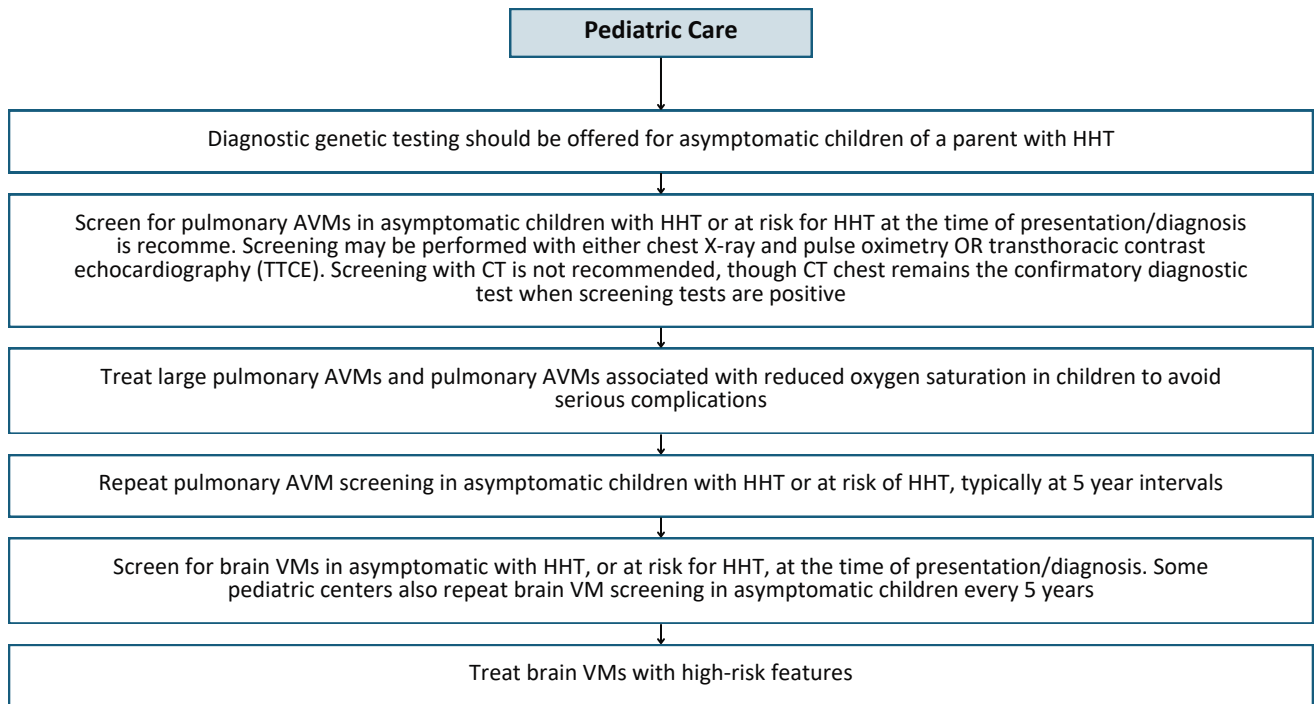 Pediatric Care
Diagnostic genetic testing should be offered for asymptomatic children of a parent with HHT
Screen for pulmonary AVMs in asymptomatic children with HHT or at risk for HHT at the time of presentation/diagnosis
is recomme. Screening may be performed with either chest X-ray and pulse oximetry OR transthoracic contrast
echocardiography (TTCE). Screening with CT is not recommended, though CT chest remains the confirmatory diagnostic
test when screening tests are positive
Treat large pulmonary AVMs and pulmonary AVMs associated with reduced oxygen saturation in children to avoid
serious complications
Repeat pulmonary AVM screening in asymptomatic children with HHT or at risk of HHT, typically at 5 year intervals
Screen for brain VMs in asymptomatic with HHT, or at risk for HHT, at the time of presentation/diagnosis. Some
pediatric centers also repeat brain VM screening in asymptomatic children every 5 years
Treat brain VMs with high-risk features